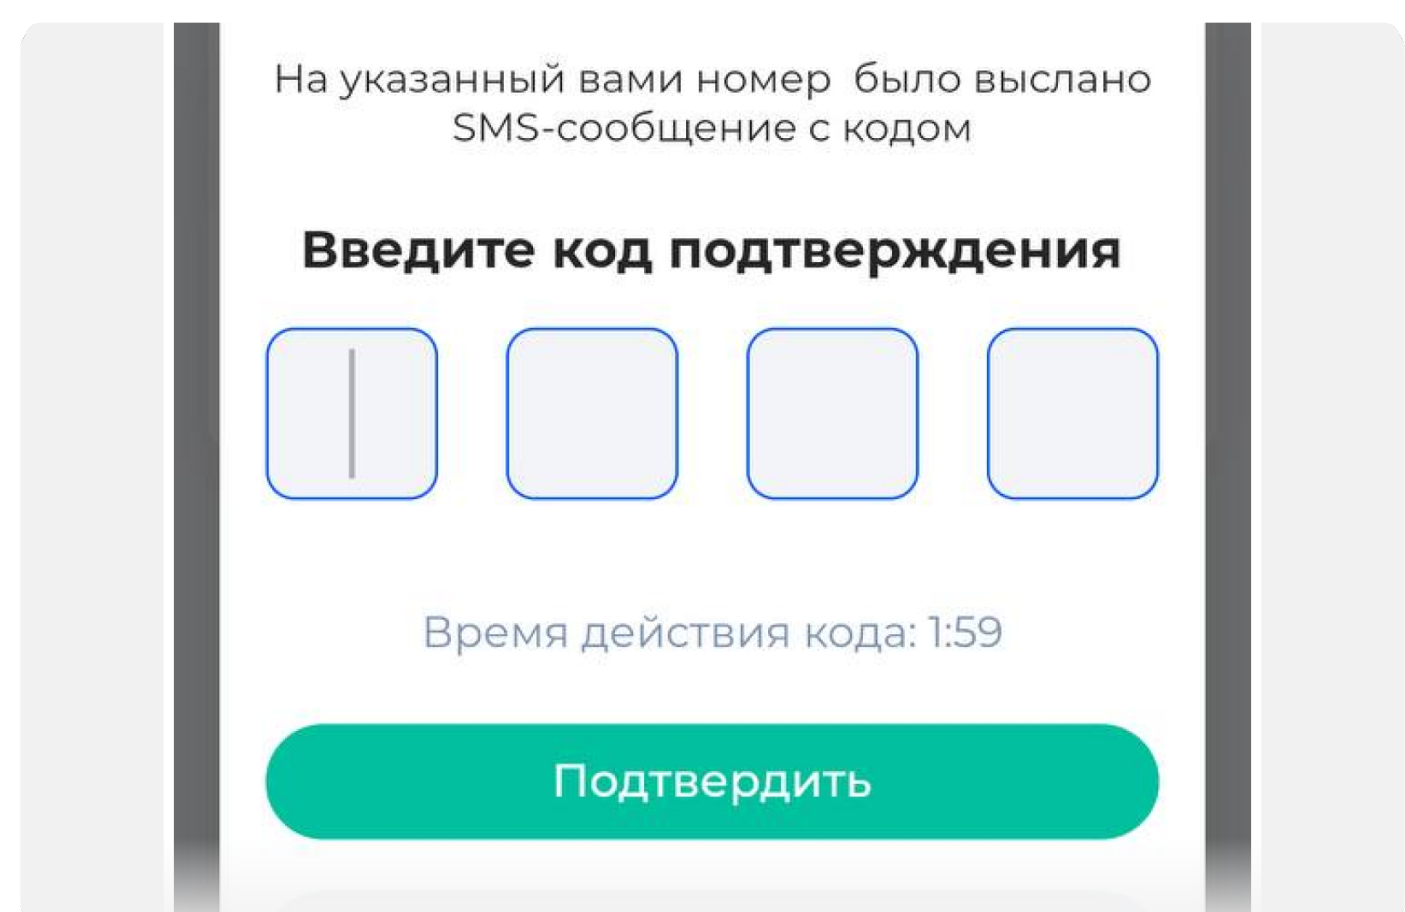 На указанный вами номер было выслано
SMS-сообщение с кодом
Введите код подтверждения
Время действия кода: 1:59
Подтвердить